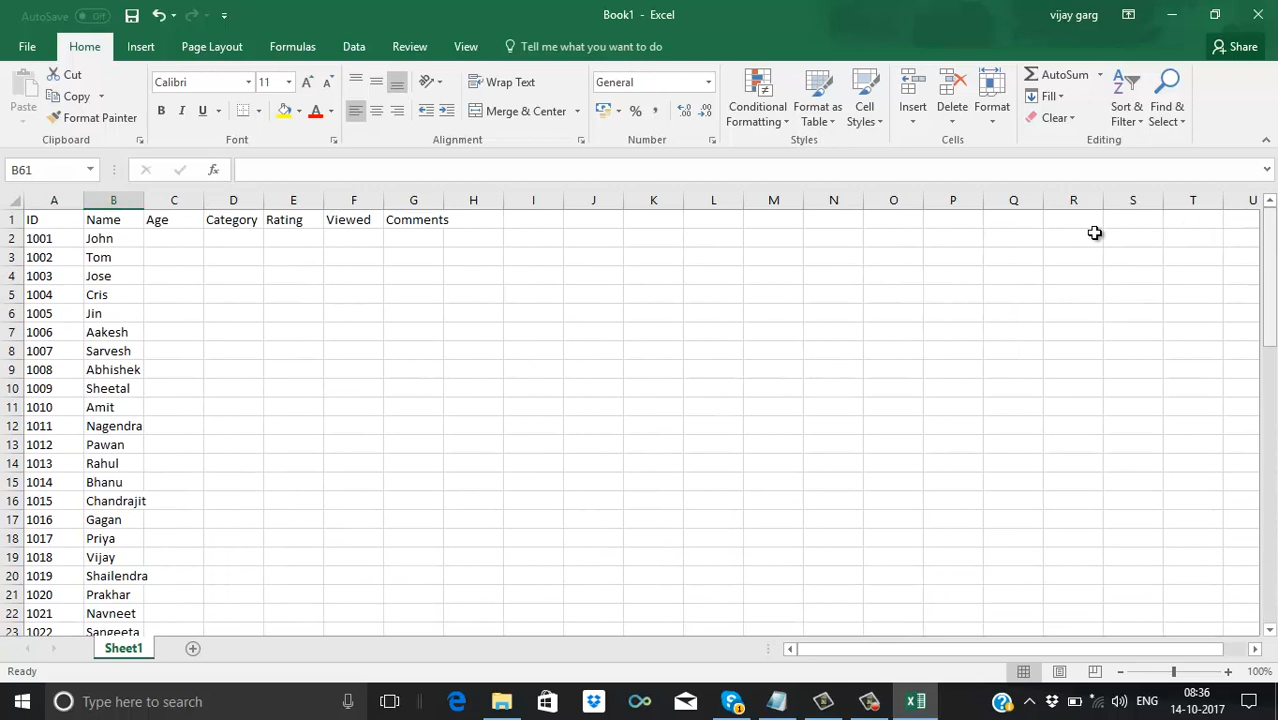 AutoSave Off Book1 - Excel vijay garg
File Home Insert Page Layout Formulas Data Review View Tell me what you want to do Share
Paste Cut Copy Format Painter Clipboard
Calibri 11 A A B I U A Font
Wrap Text Merge & Center Alignment
General % , Number
Conditional Formatting Format as Table Cell Styles Styles
Insert Delete Format Cells
AutoSum Fill Clear Sort & Filter Find & Select Editing
B61 fx
A B C D E F G H I J K L M N O P Q R S T U
1 ID Name Age Category Rating Viewed Comments
2 1001 John
3 1002 Tom
4 1003 Jose
5 1004 Cris
6 1005 Jin
7 1006 Aakesh
8 1007 Sarvesh
9 1008 Abhishek
10 1009 Sheetal
11 1010 Amit
12 1011 Nagendra
13 1012 Pawan
14 1013 Rahul
15 1014 Bhanu
16 1015 Chandrajit
17 1016 Gagan
18 1017 Priya
19 1018 Vijay
20 1019 Shailendra
21 1020 Prakhar
22 1021 Navneet
23 1022 Sangeeta
Sheet1
Ready 100%
Type here to search ENG 08:36
14-10-2017